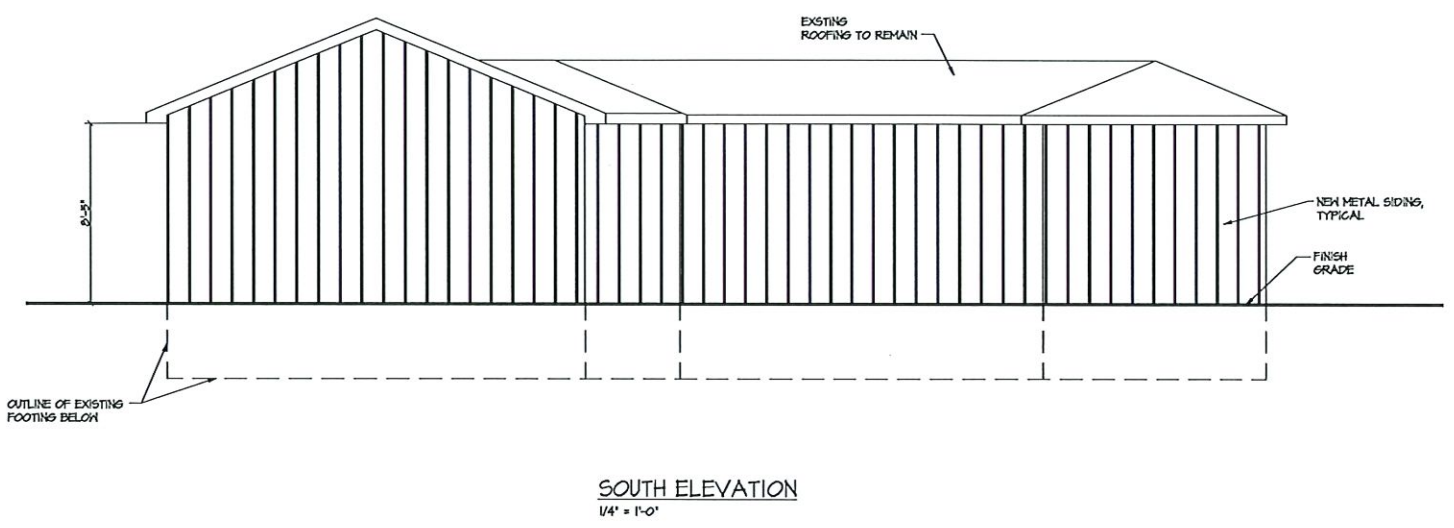 EXSTING
ROOFING TO REMAIN
8'-5"
NEW METAL SIDING,
TYPICAL
FINISH
GRADE
OUTLINE OF EXISTING
FOOTING BELOW
SOUTH ELEVATION
1/4" = 1'-0"